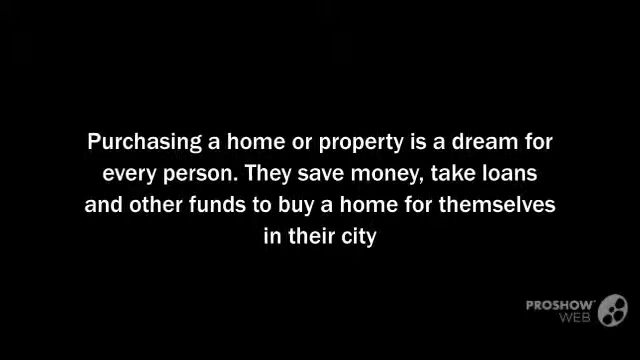 Purchasing a home or property is a dream for
every person. They save money, take loans
and other funds to buy a home for themselves
in their city
PROSHOW™
WEB